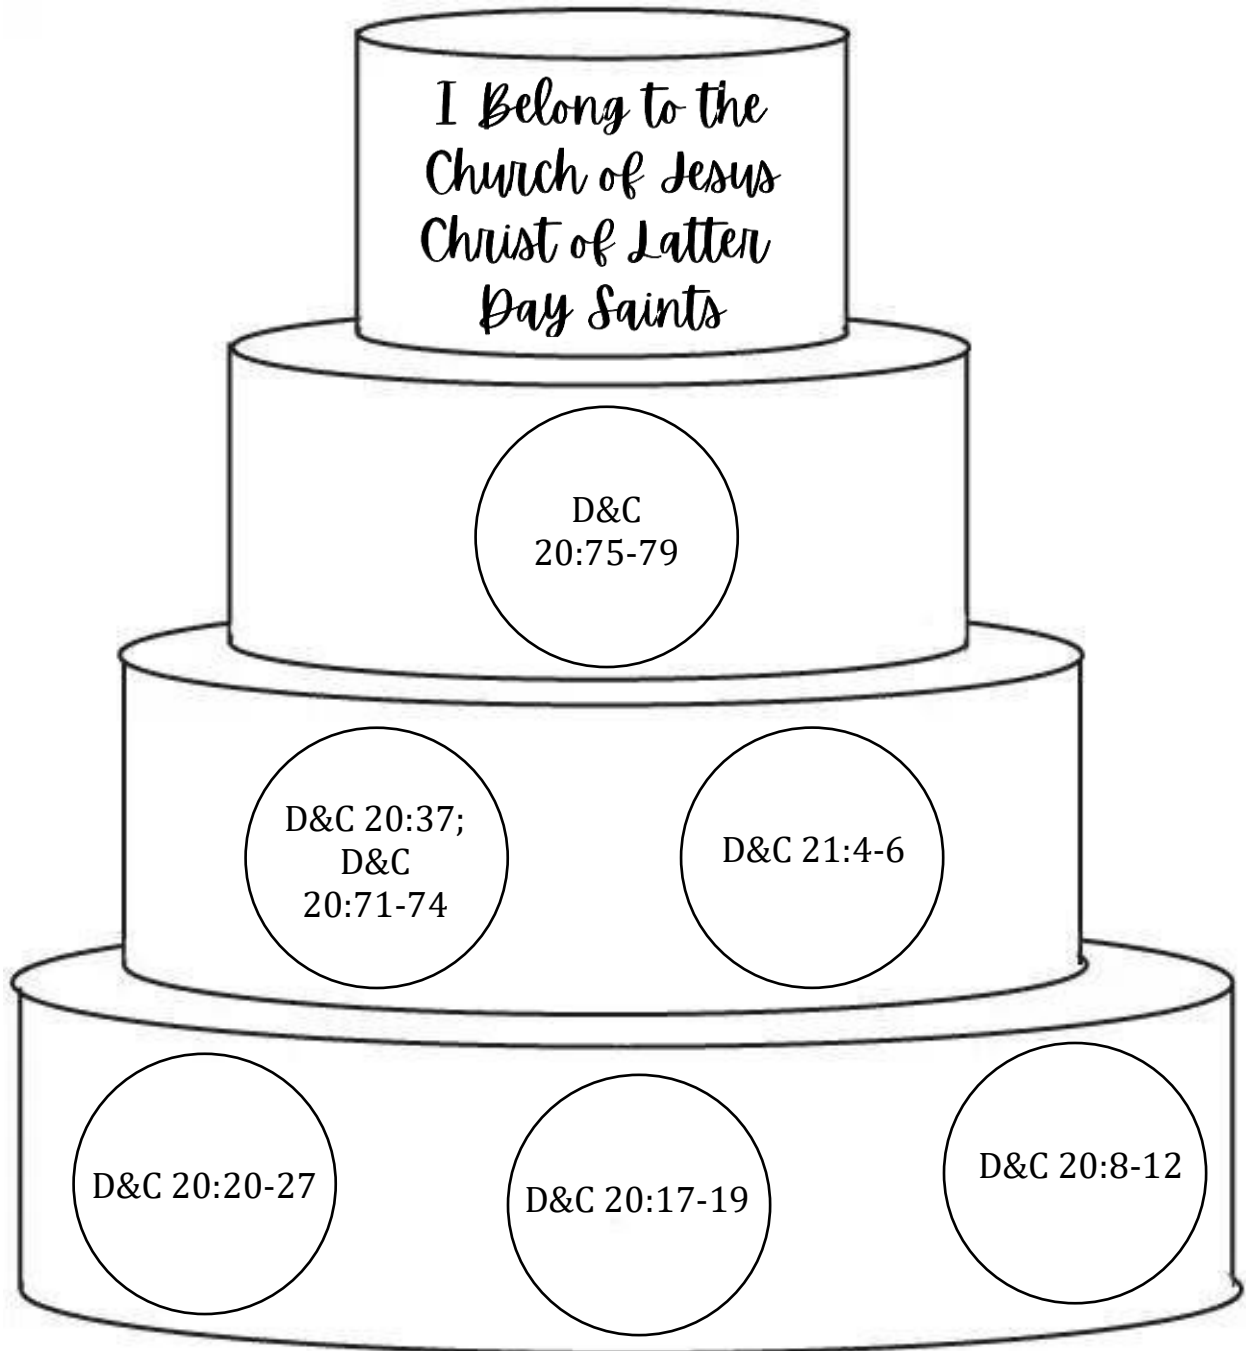 I Belong to the
Church of Jesus
Christ of Latter
Day Saints
D&C
20:75-79
D&C 20:37;
D&C
20:71-74
D&C 21:4-6
D&C 20:20-27
D&C 20:17-19
D&C 20:8-12